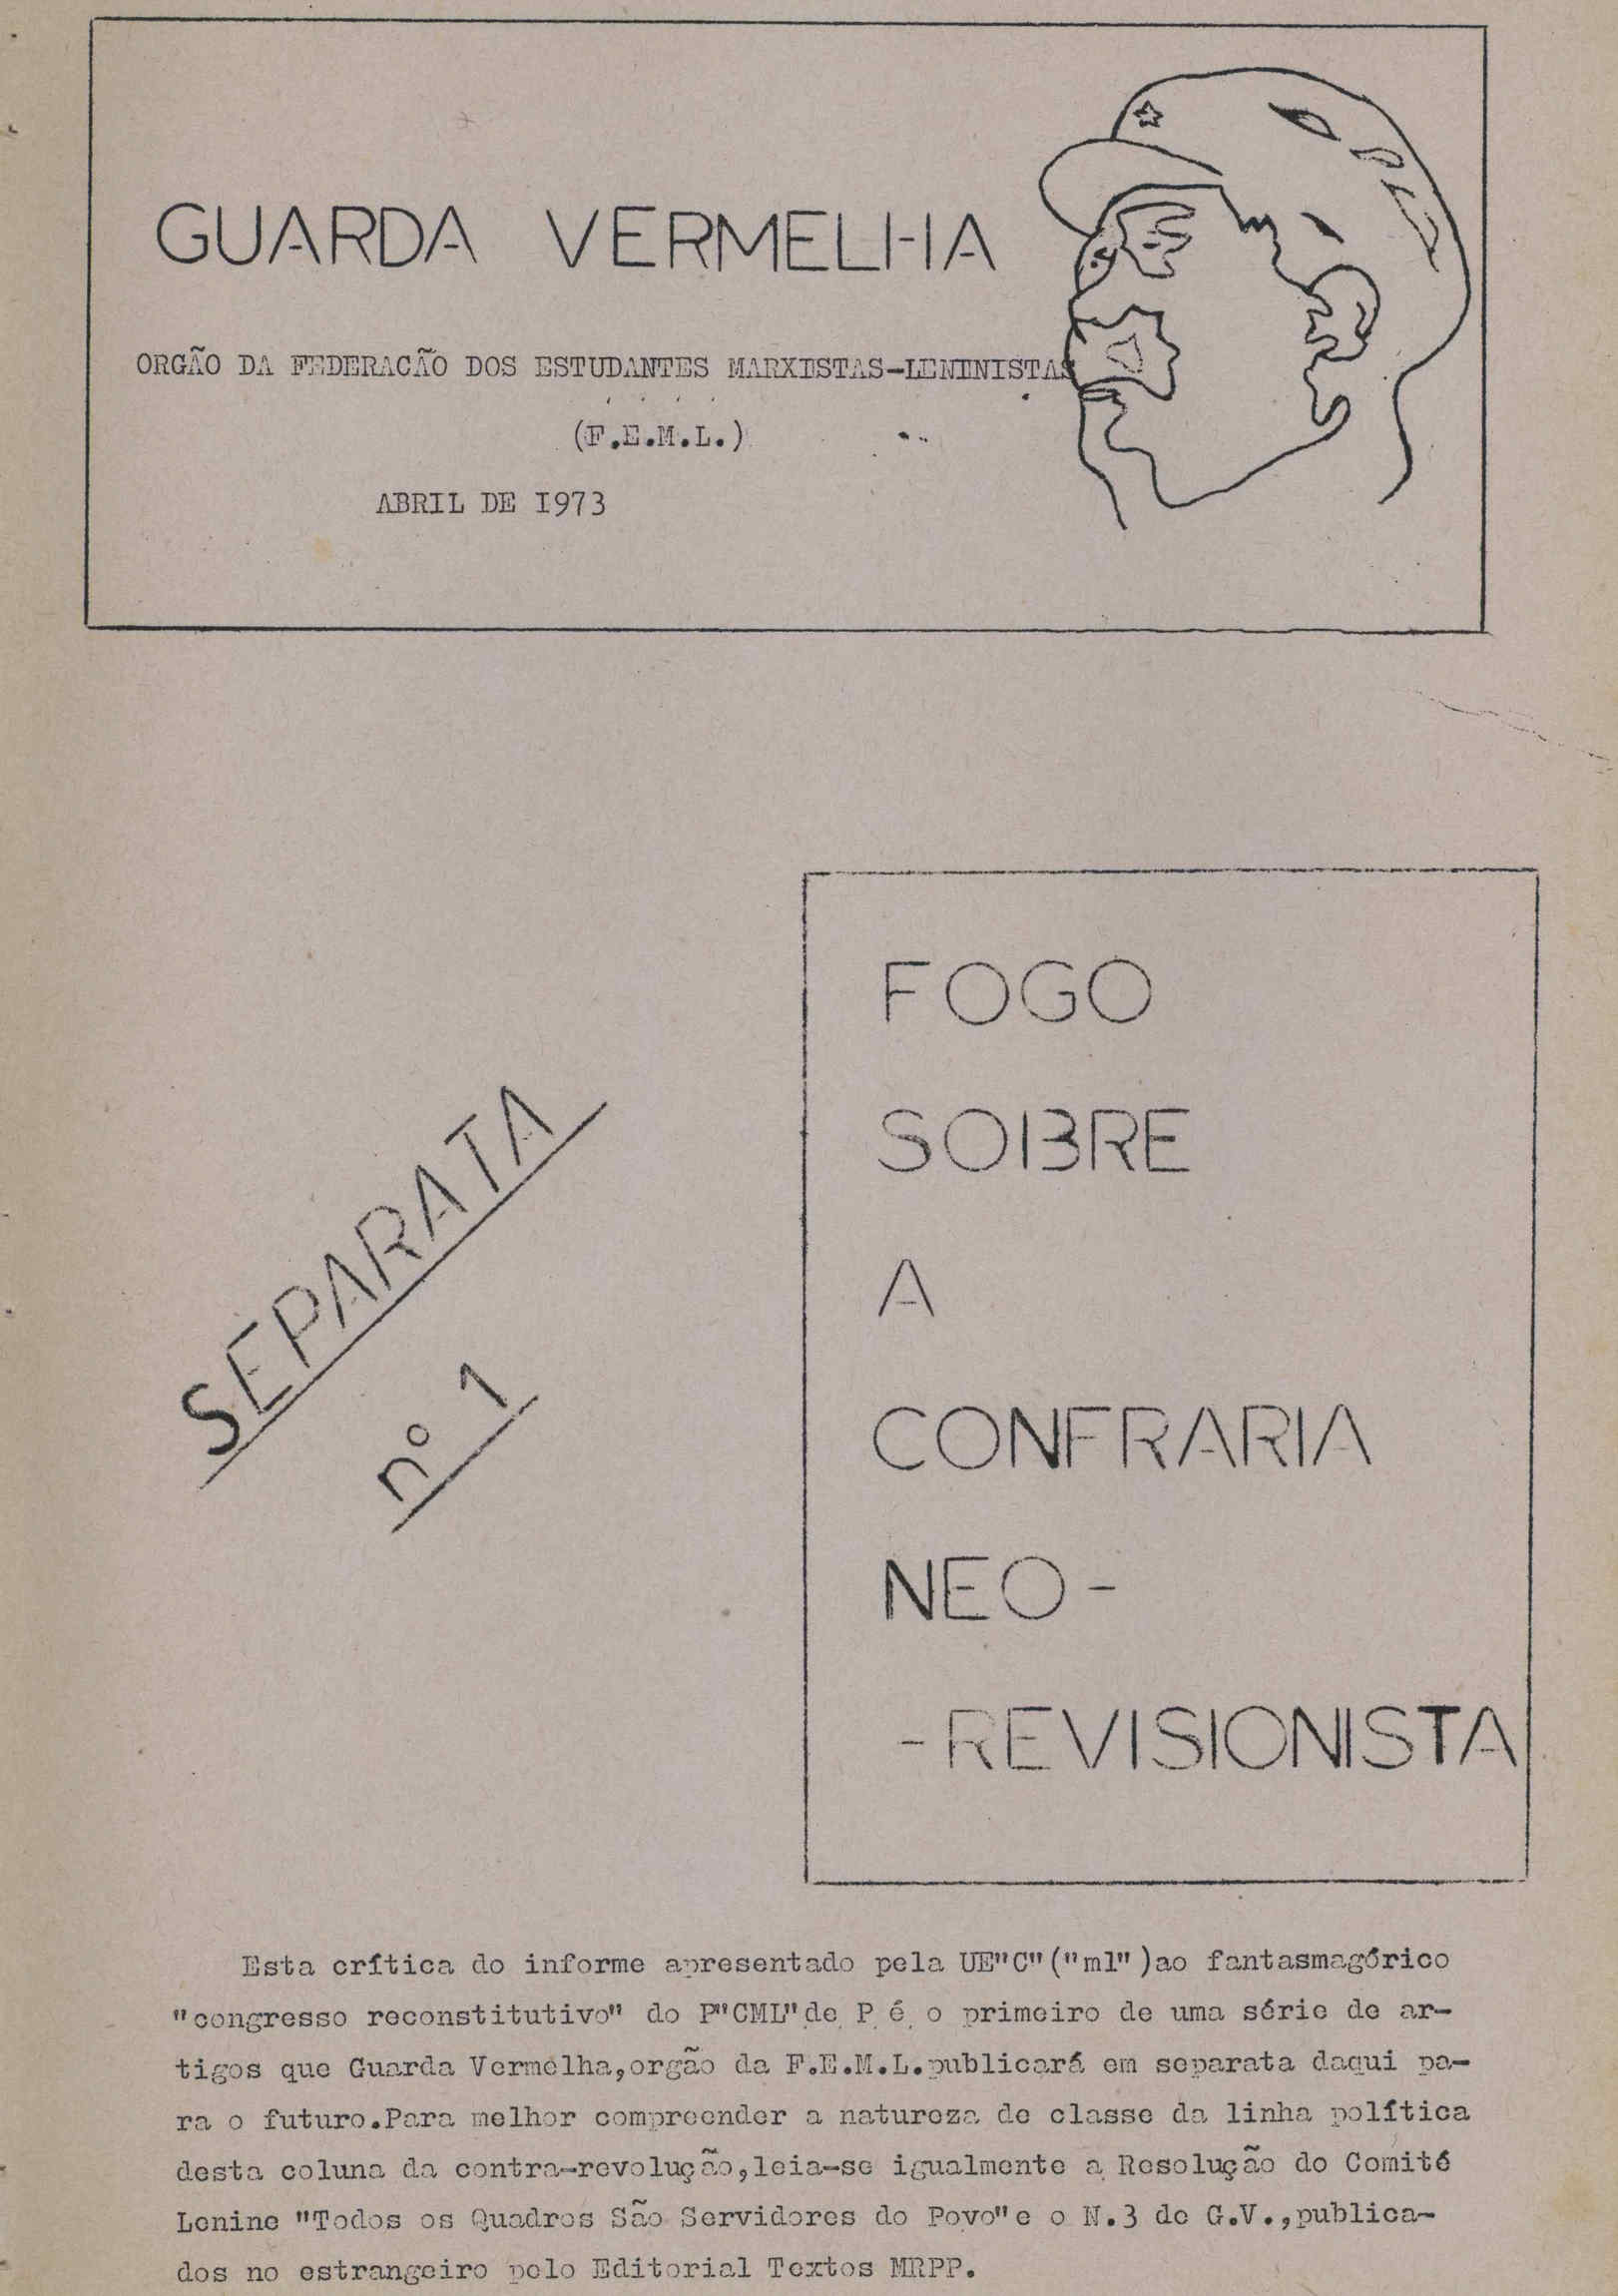 GUARDA VERMELHA
ORGÃO DA FEDERACÃO DOS ESTUDANTES MARXISTAS-LENINISTAS
(F.E.M.L.)
ABRIL DE 1973
SEPARATA
nº 1
FOGO
SOBRE
A
CONFRARIA
NEO-
-REVISIONISTA
Esta crítica do informe apresentado pela UE"C"("ml")ao fantasmagórico
"congresso reconstitutivo" do P"CML"de P é o primeiro de uma série de ar-
tigos que Guarda Vermelha,orgão da F.E.M.L.publicará em separata daqui pa-
ra o futuro.Para melhor compreender a natureza de classe da linha política
desta coluna da contra-revolução,leia-se igualmente a Resolução do Comité
Lenine "Todos os Quadros São Servidores do Povo"e o N.3 de G.V.,publica-
dos no estrangeiro pelo Editorial Textos MRPP.